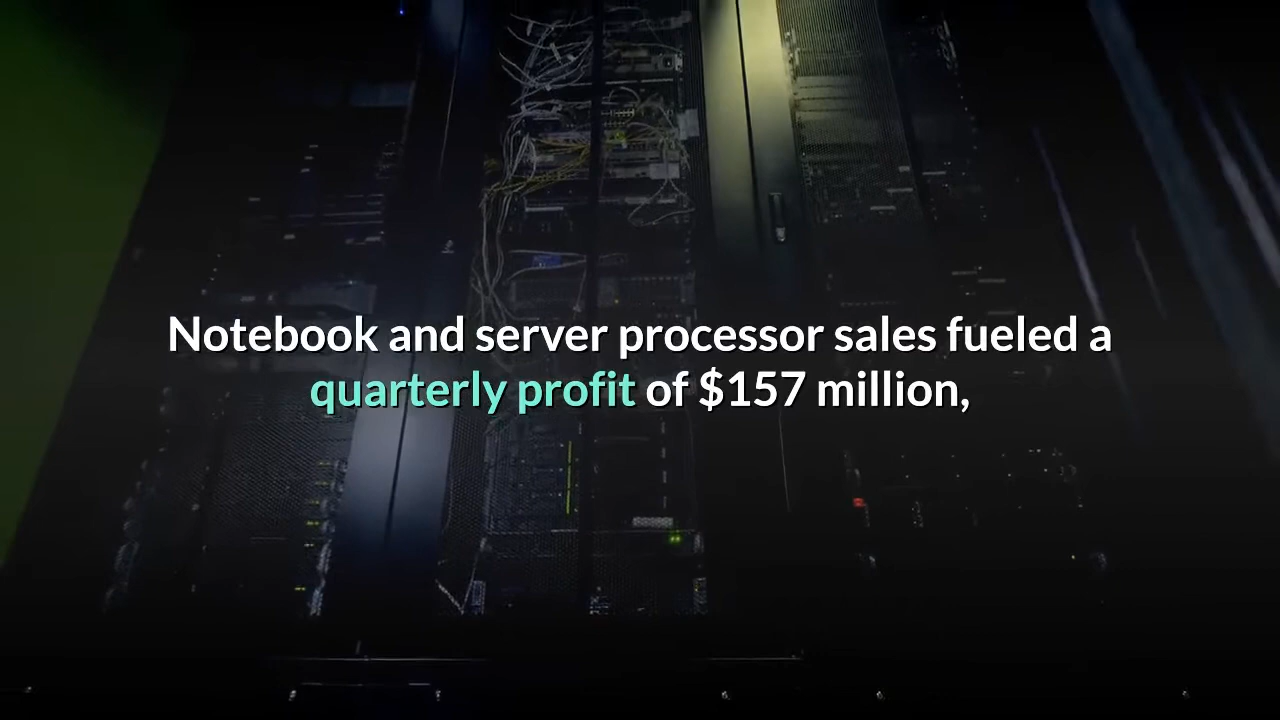 Notebook and server processor sales fueled a
quarterly profit of $157 million,